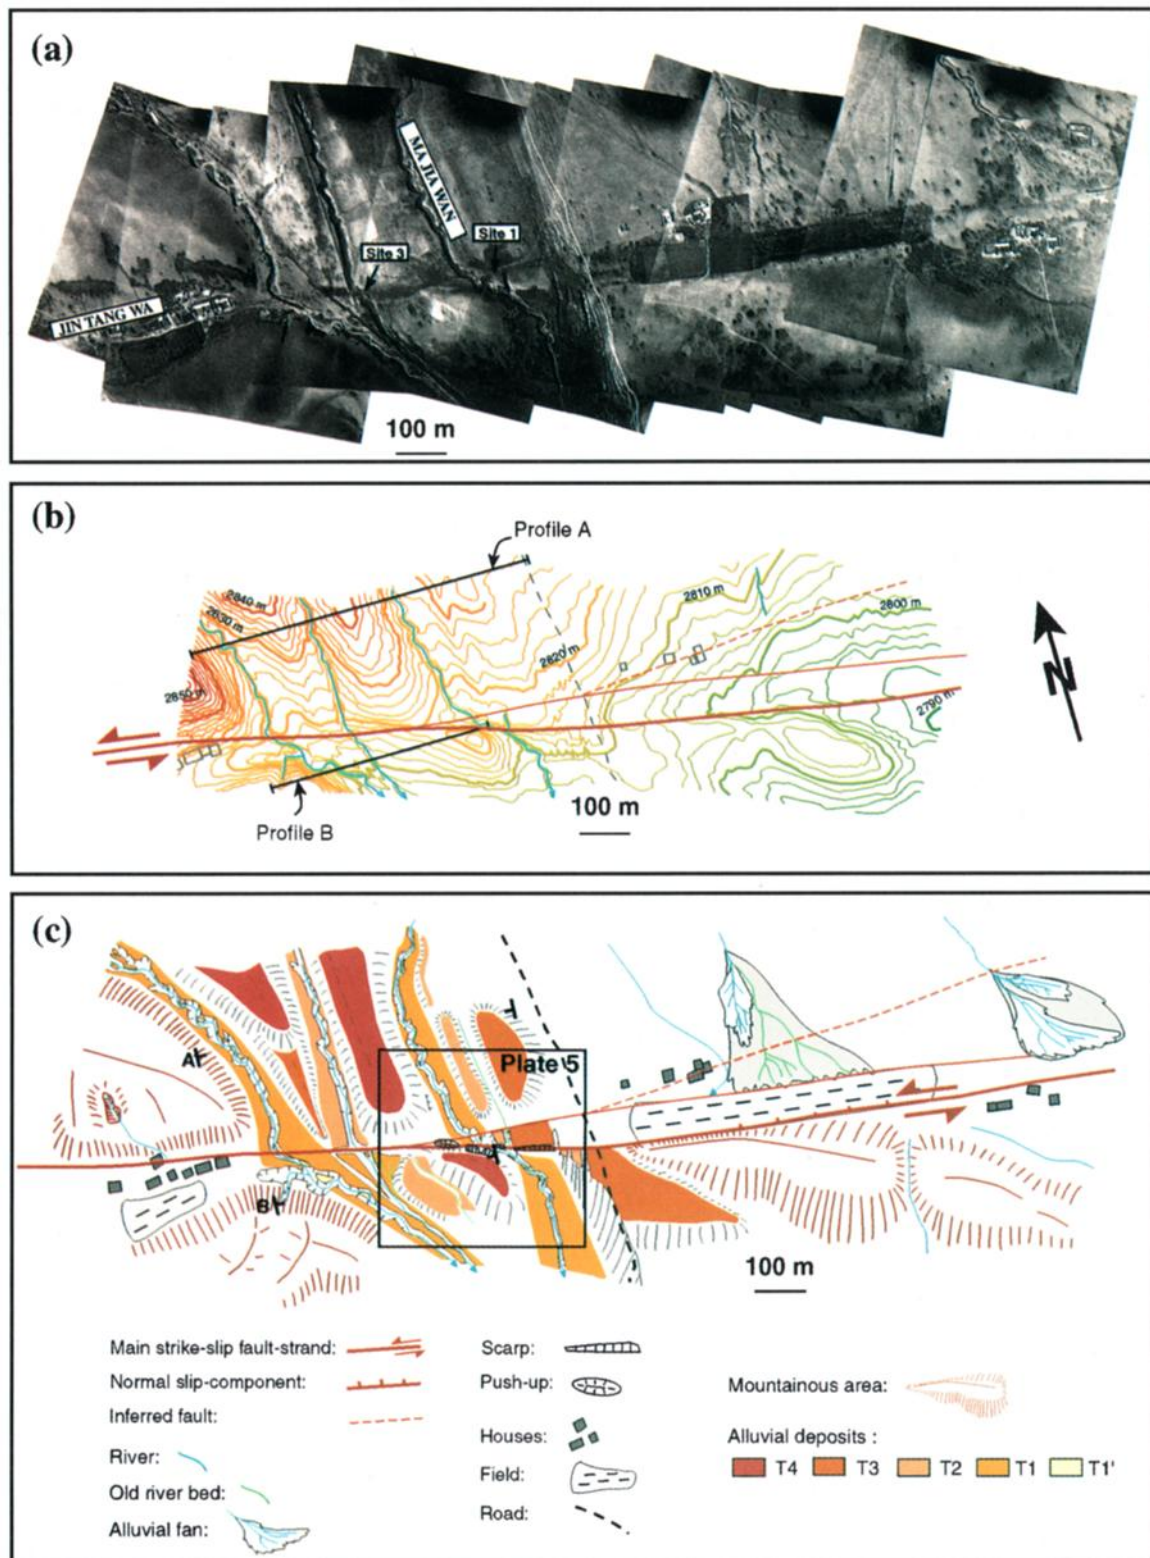 (a)
MA JIA WAN
Site 1
Site 3
JIN TANG WA
100 m
(b)
Profile A
2840 m
2830 m
2810 m
2800 m
2820 m
2850 m
2790 m
N
100 m
Profile B
(c)
Plate 5
A
B
100 m
Main strike-slip fault-strand:
Scarp:
Normal slip-component:
Push-up:
Mountainous area:
Inferred fault:
Houses:
Alluvial deposits :
River:
T4 T3 T2 T1 T1'
Field:
Old river bed:
Road:
Alluvial fan: